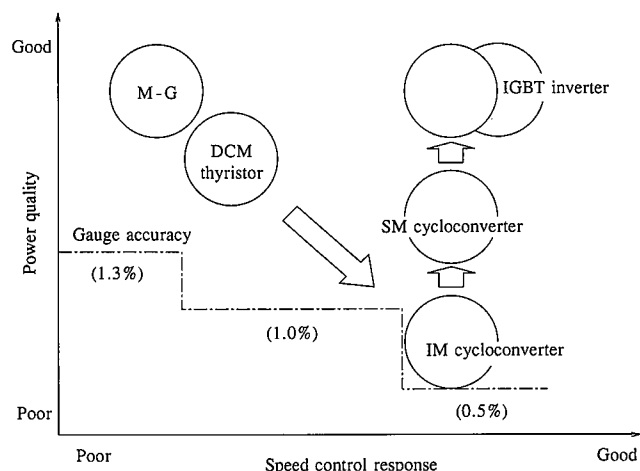 Good
M-G
IGBT inverter
DCM
thyristor
SM cycloconverter
Power quality
Gauge accuracy
(1.3%)
(1.0%)
IM cycloconverter
(0.5%)
Poor
Poor
Speed control response
Good